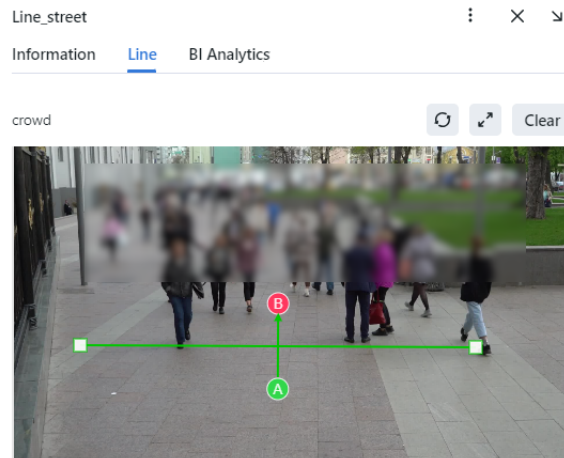 Line_street
Information Line BI Analytics
crowd Clear
B
A